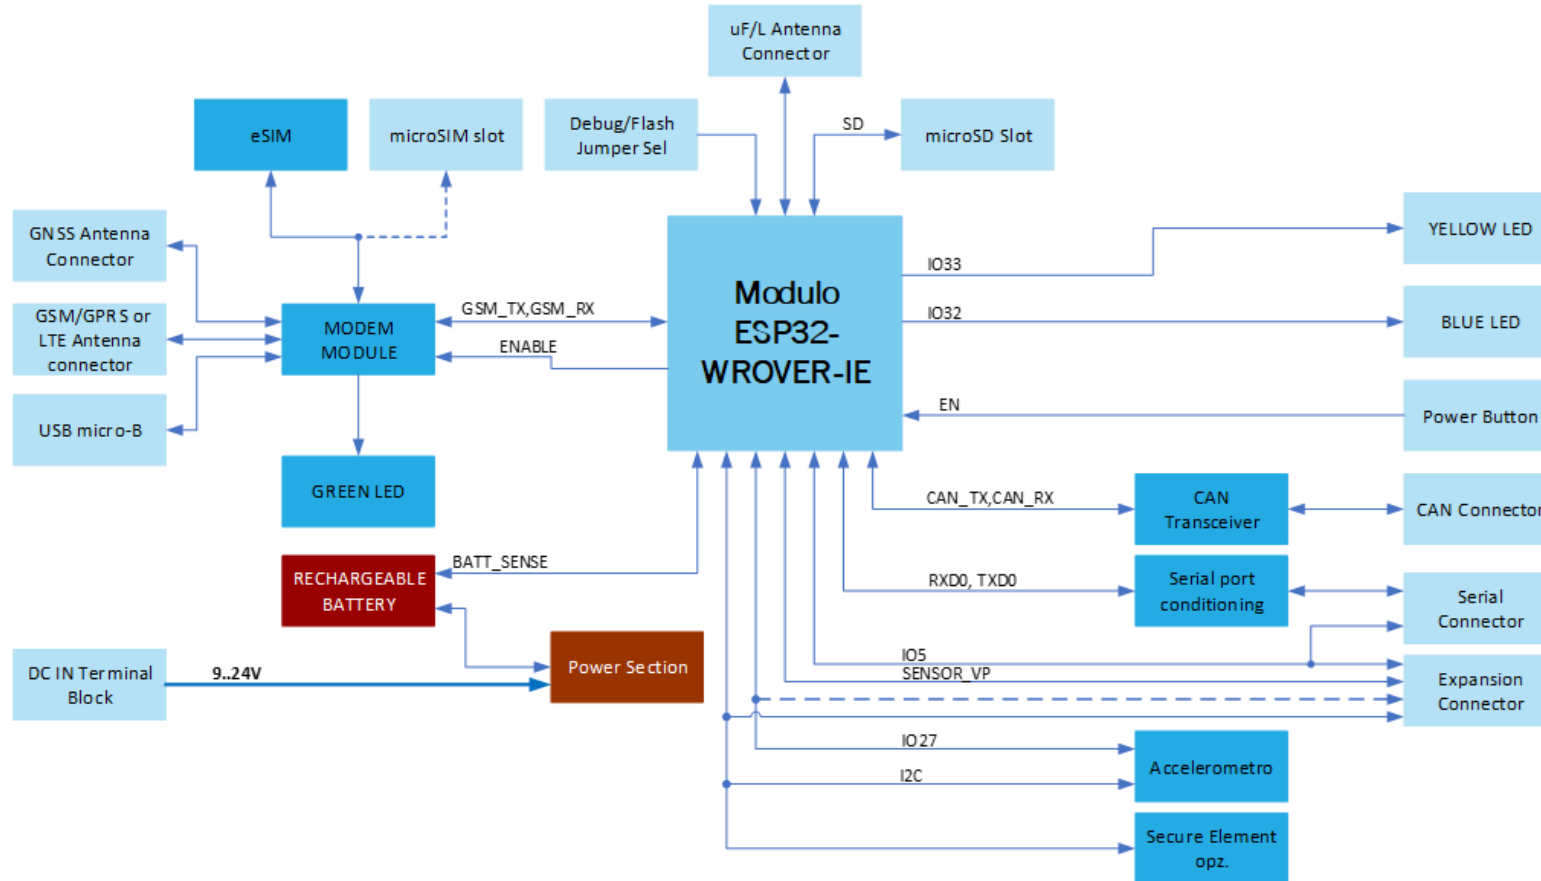 uF/L Antenna
Connector
eSIM
microSIM slot
Debug/Flash
Jumper Sel
SD
microSD Slot
GNSS Antenna
Connector
YELLOW LED
IO33
Modulo
ESP32-
WROVER-IE
GSM/GPRS or
LTE Antenna
connector
MODEM
MODULE
GSM_TX,GSM_RX
ENABLE
IO32
BLUE LED
USB micro-B
EN
Power Button
GREEN LED
CAN_TX,CAN_RX
CAN
Transceiver
CAN Connector
RECHARGEABLE
BATTERY
BATT_SENSE
RXD0, TXD0
Serial port
conditioning
Serial
Connector
DC IN Terminal
Block
9..24V
Power Section
IO5
SENSOR_VP
Expansion
Connector
IO27
I2C
Accelerometro
Secure Element
opz.